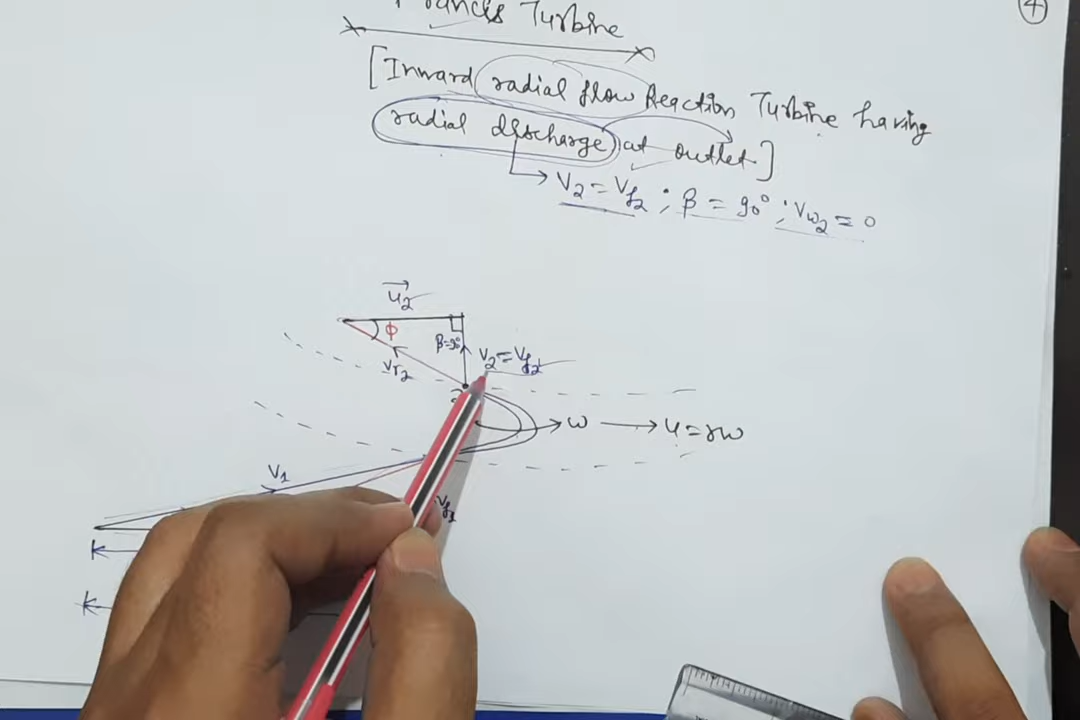 ④
Francis Turbine
[Inward radial flow Reaction Turbine having
radial discharge at outlet]
V₂ = Vf₂ ; β = 90° ; Vw₂ = 0
u₂
φ
β=90°
V₂ = Vf₂
Vr₂
ω → u = rω
V₁
Vf₁